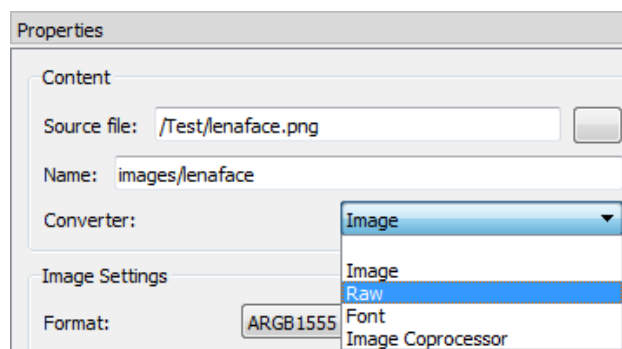 Properties
Content
Source file: /Test/lenaface.png
Name: images/lenaface
Converter: Image
Image
Image Settings
Raw
Format: ARGB1555 Font
Image Coprocessor